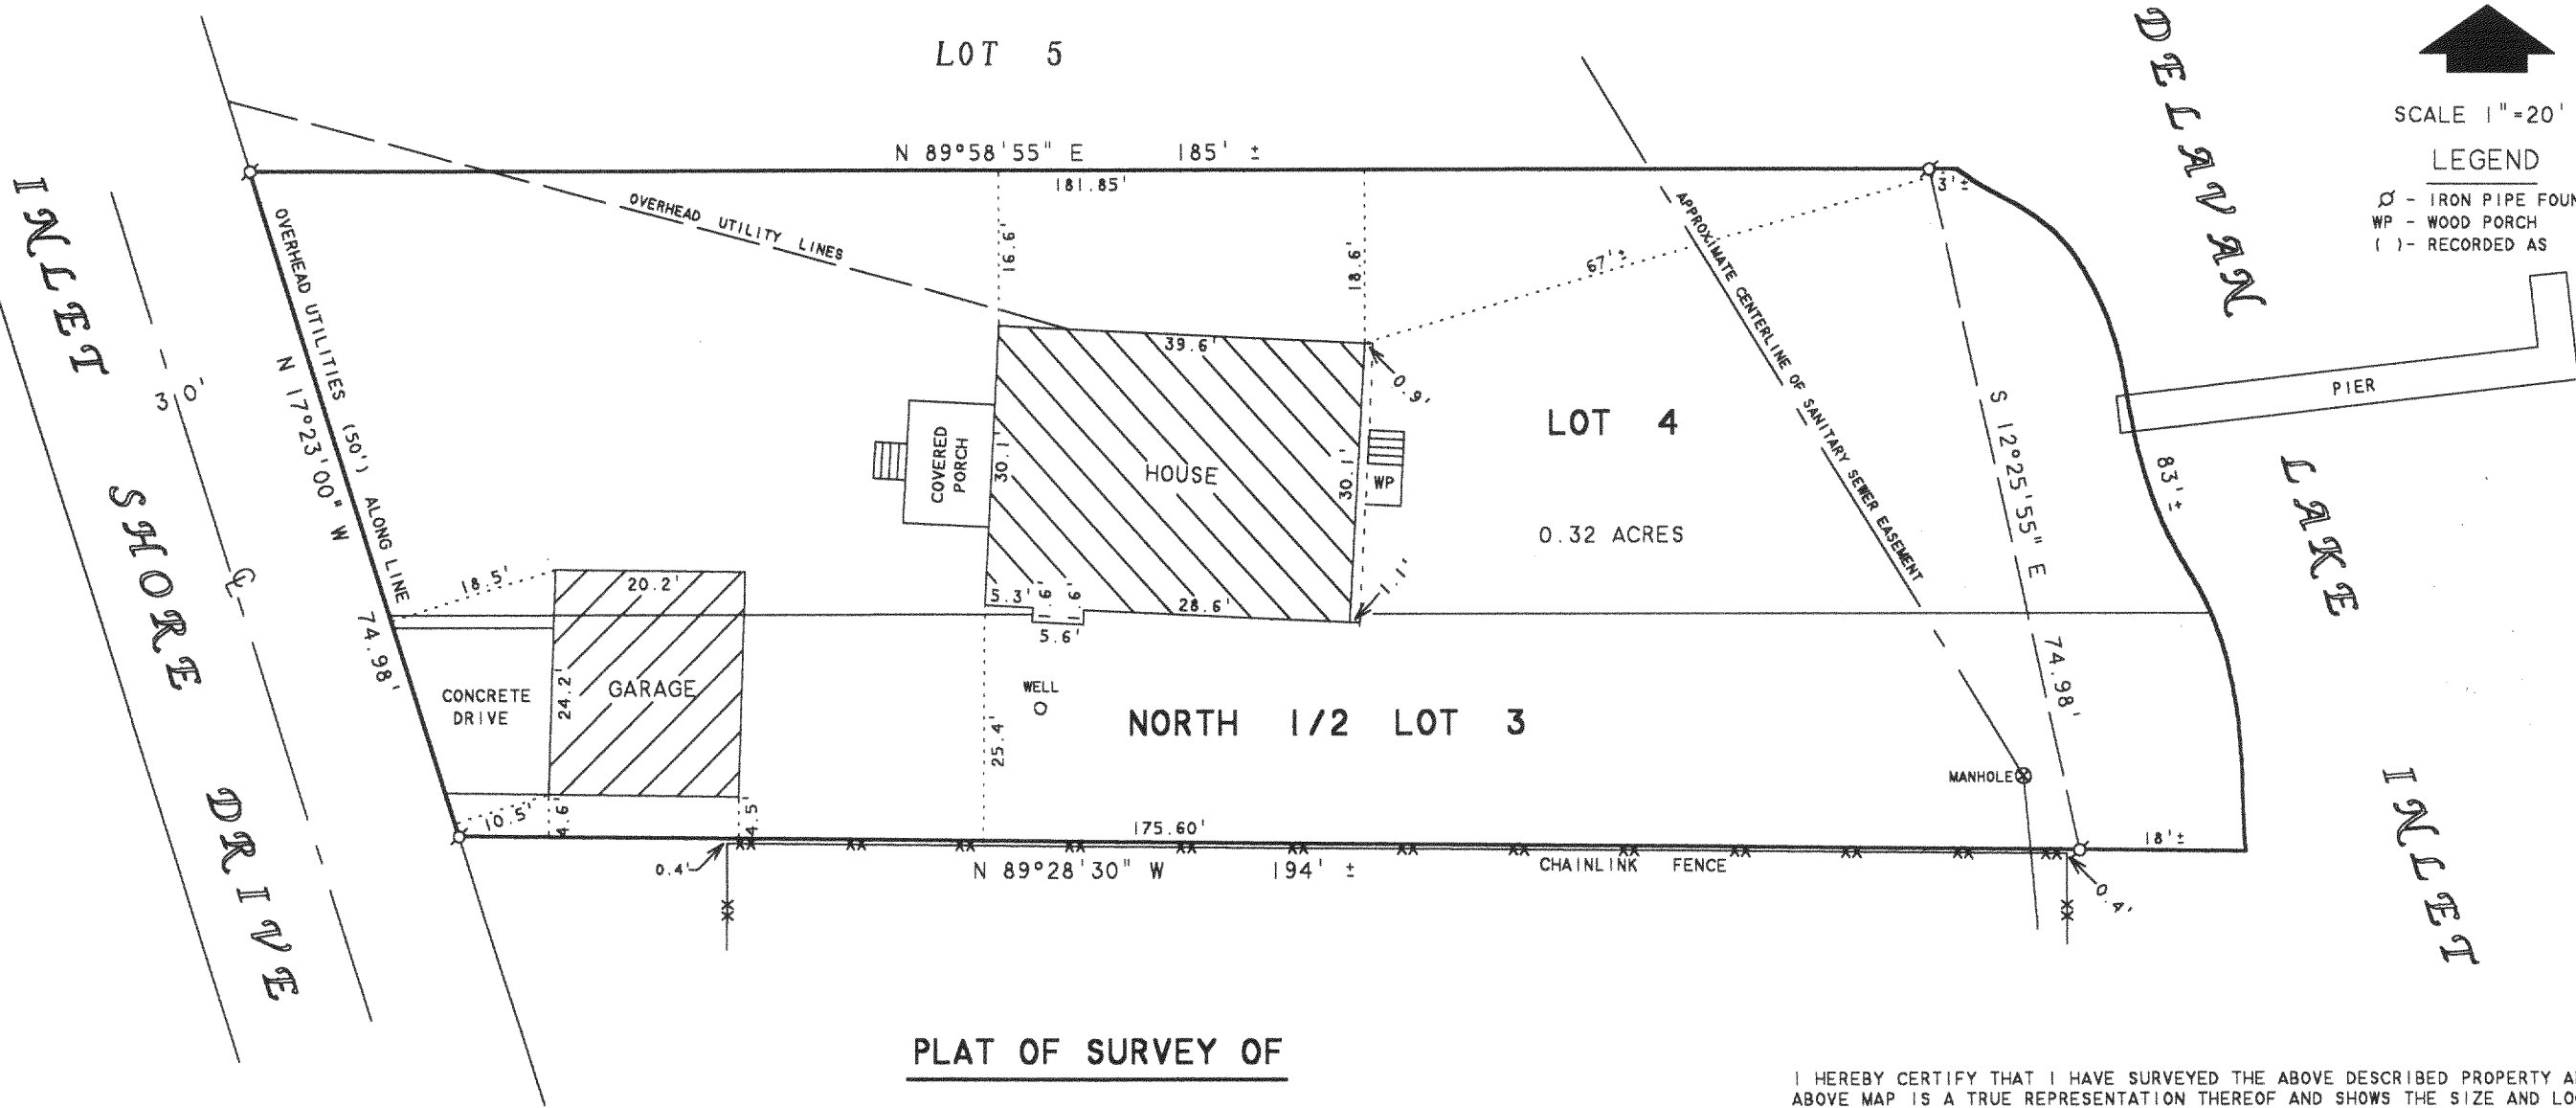 LOT 5
DELAVAN
LAKE
INLET
SCALE 1"=20'
LEGEND
Ø - IRON PIPE FOUN
WP - WOOD PORCH
( )- RECORDED AS
N 89°58'55" E 185' ±
181.85'
3'±
OVERHEAD UTILITY LINES
OVERHEAD UTILITIES (50') ALONG LINE
N 17°23'00" W
74.98'
INLET
SHORE
DRIVE
30'
℄
16.6'
18.6'
67'±
APPROXIMATE CENTERLINE OF SANITARY SEWER EASEMENT
39.6'
0.9'
COVERED
PORCH
30.1'
HOUSE
30.1'
WP
LOT 4
0.32 ACRES
S 12°25'55" E
74.98'
PIER
83'±
18.5'
20.2'
5.3'
1.6'
1.6'
5.6'
28.6'
1.1'
CONCRETE
DRIVE
24.2'
GARAGE
WELL
25.4'
NORTH 1/2 LOT 3
MANHOLE
10.5'
4.6'
4.5'
175.60'
18'±
0.4'
N 89°28'30" W 194' ±
CHAINLINK FENCE
0.4'
PLAT OF SURVEY OF
I HEREBY CERTIFY THAT I HAVE SURVEYED THE ABOVE DESCRIBED PROPERTY A
ABOVE MAP IS A TRUE REPRESENTATION THEREOF AND SHOWS THE SIZE AND LO